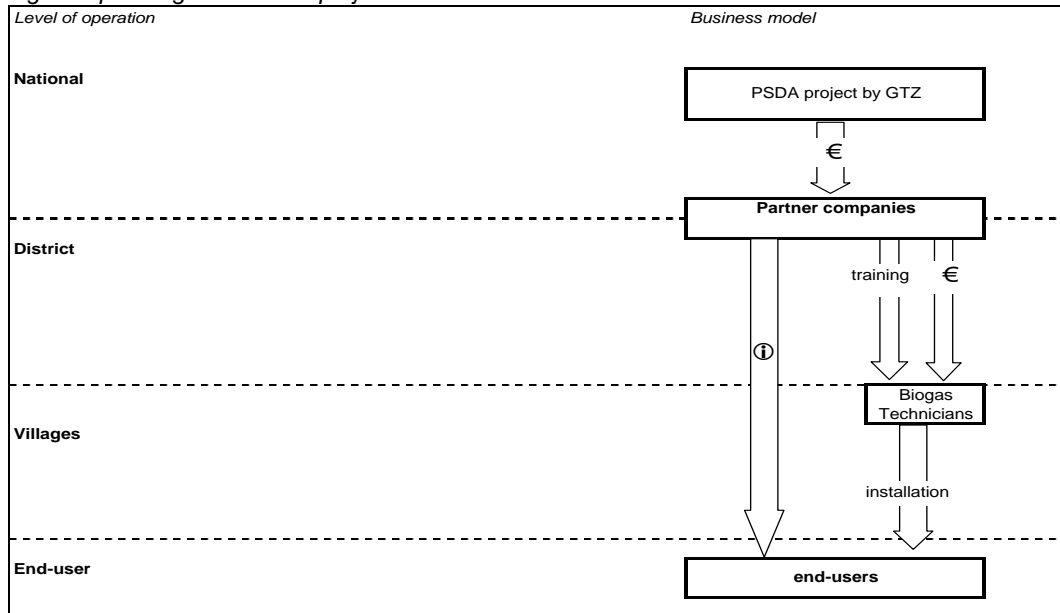 Level of operation
Business model
National
PSDA project by GTZ
€
Partner companies
District
training
€
ⓘ
Biogas
Technicians
Villages
installation
End-user
end-users